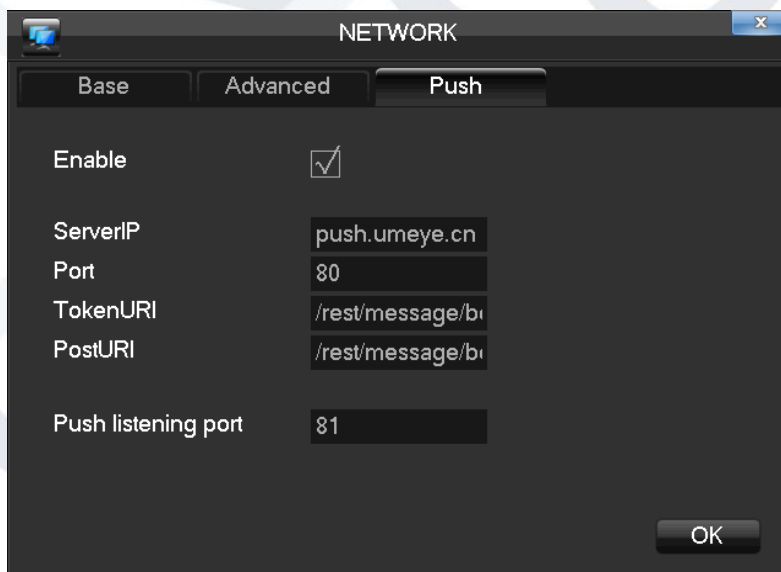 NETWORK
Base Advanced Push
Enable
ServerIP push.umeye.cn
Port 80
TokenURI /rest/message/b
PostURI /rest/message/b
Push listening port 81
OK